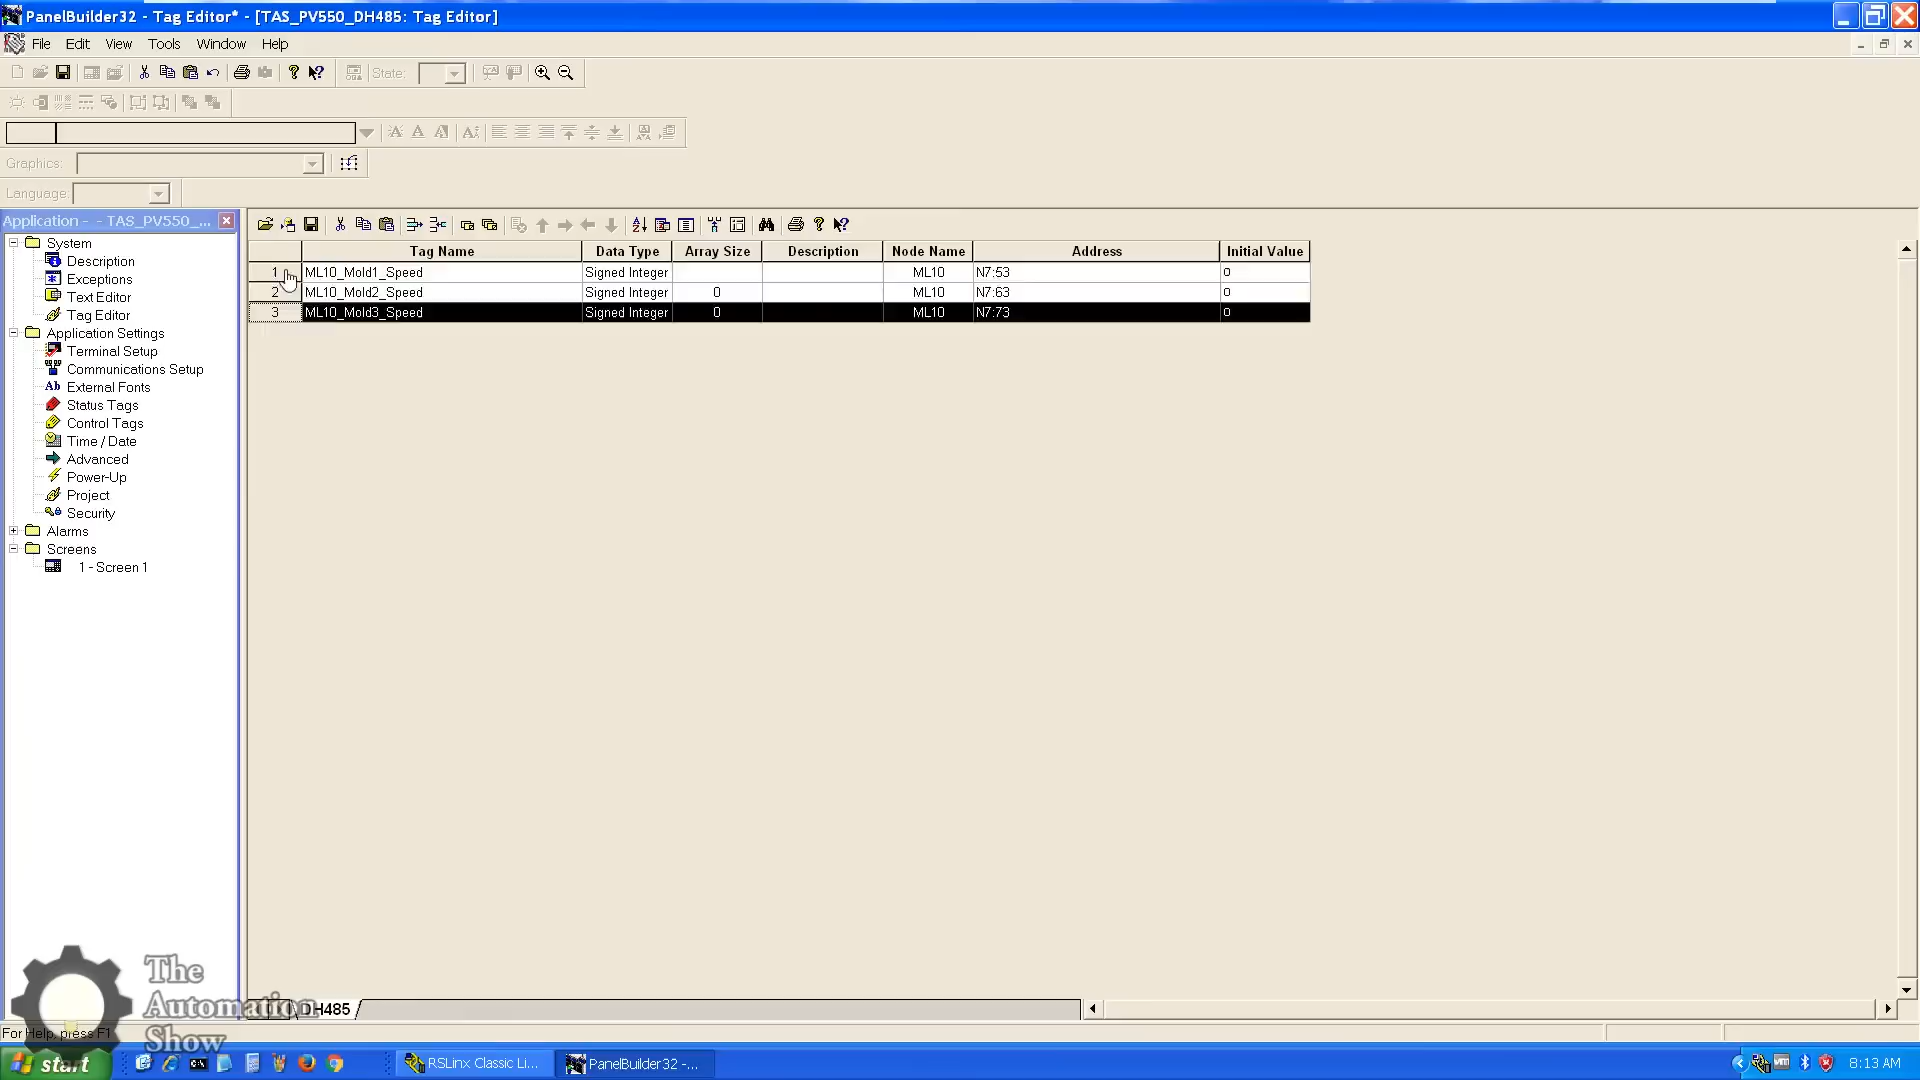 PanelBuilder32 - Tag Editor* - [TAS_PV550_DH485: Tag Editor]
File Edit View Tools Window Help
State:
Graphics:
Language:
Application - - TAS_PV550_...
System
Description
Exceptions
Text Editor
Tag Editor
Application Settings
Terminal Setup
Communications Setup
Ab External Fonts
Status Tags
Control Tags
Time / Date
Advanced
Power-Up
Project
Security
Alarms
Screens
1 - Screen 1
Tag Name Data Type Array Size Description Node Name Address Initial Value
1 ML10_Mold1_Speed Signed Integer ML10 N7:53 0
2 ML10_Mold2_Speed Signed Integer 0 ML10 N7:63 0
3 ML10_Mold3_Speed Signed Integer 0 ML10 N7:73 0
DH485
The
Automation
Show
For Help, press F1
start RSLinx Classic Li... PanelBuilder32 -... 8:13 AM